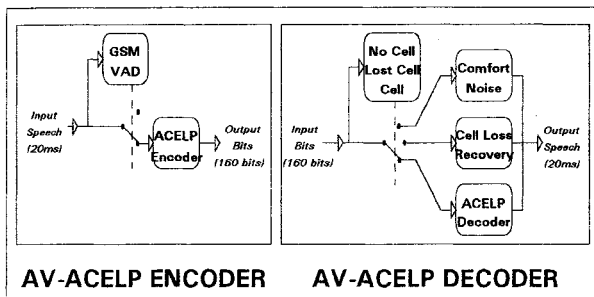 GSM
VAD
Input
Speech
(20ms)
ACELP
Encoder
Output
Bits
(160 bits)
AV-ACELP ENCODER
No Cell
Lost Cell
Cell
Input
Bits
(160 bits)
Comfort
Noise
Cell Loss
Recovery
ACELP
Decoder
Output
Speech
(20ms)
AV-ACELP DECODER